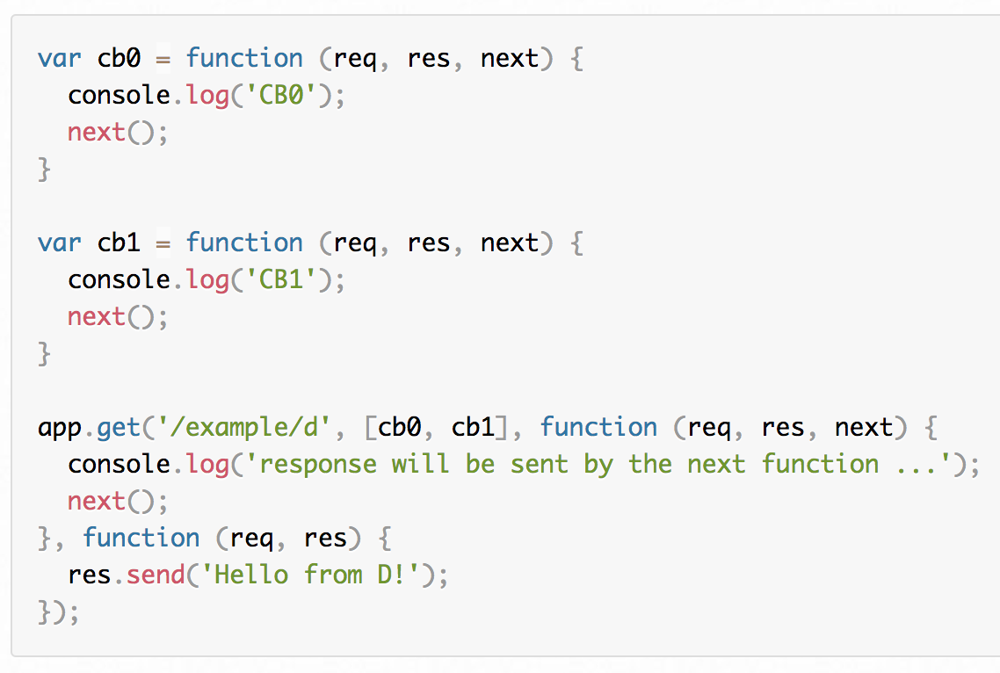 var cb0 = function (req, res, next) {
  console.log('CB0');
  next();
}

var cb1 = function (req, res, next) {
  console.log('CB1');
  next();
}

app.get('/example/d', [cb0, cb1], function (req, res, next) {
  console.log('response will be sent by the next function ...');
  next();
}, function (req, res) {
  res.send('Hello from D!');
});